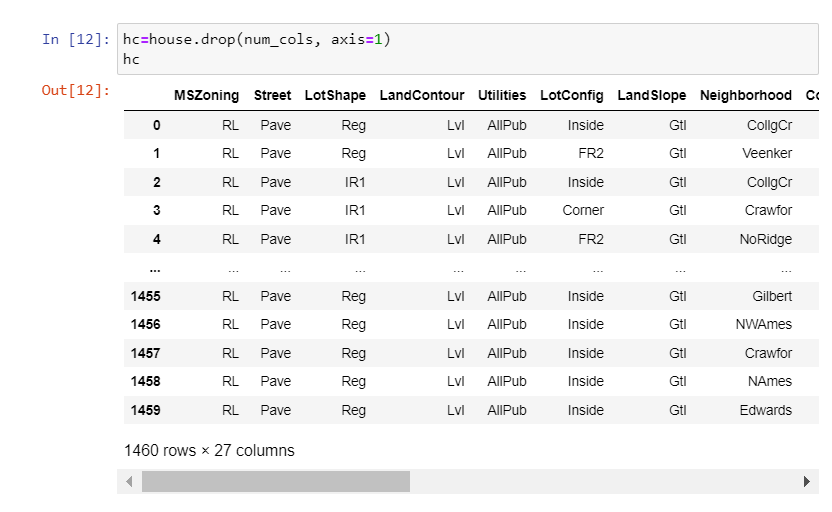 In [12]: hc=house.drop(num_cols, axis=1)
hc
Out[12]:
MSZoning Street LotShape LandContour Utilities LotConfig LandSlope Neighborhood Co
0 RL Pave Reg Lvl AllPub Inside Gtl CollgCr
1 RL Pave Reg Lvl AllPub FR2 Gtl Veenker
2 RL Pave IR1 Lvl AllPub Inside Gtl CollgCr
3 RL Pave IR1 Lvl AllPub Corner Gtl Crawfor
4 RL Pave IR1 Lvl AllPub FR2 Gtl NoRidge
... ... ... ... ... ... ... ... ...
1455 RL Pave Reg Lvl AllPub Inside Gtl Gilbert
1456 RL Pave Reg Lvl AllPub Inside Gtl NWAmes
1457 RL Pave Reg Lvl AllPub Inside Gtl Crawfor
1458 RL Pave Reg Lvl AllPub Inside Gtl NAmes
1459 RL Pave Reg Lvl AllPub Inside Gtl Edwards
1460 rows × 27 columns